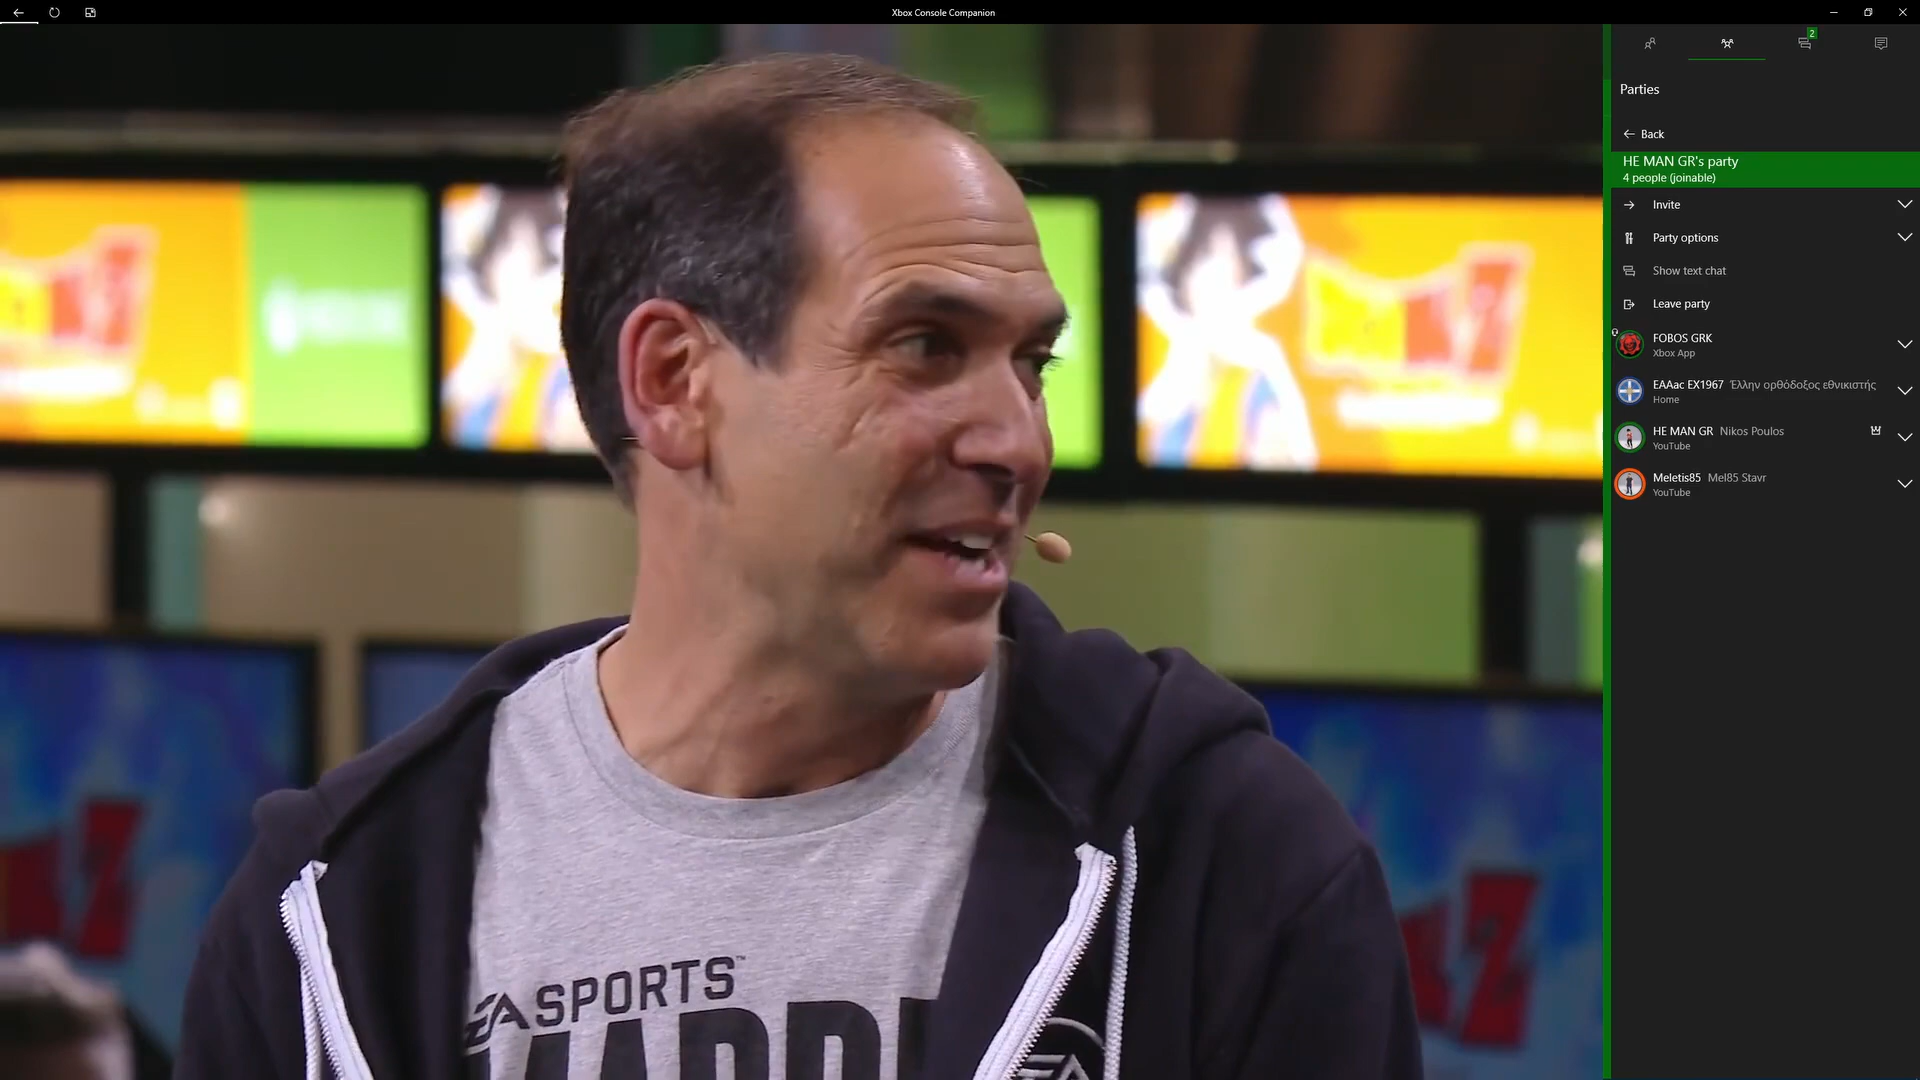 Xbox Console Companion
2
Parties
Back
HE MAN GR's party
4 people (joinable)
Invite
Party options
Show text chat
Leave party
FOBOS GRK
Xbox App
EAAac EX1967 Έλλην ορθόδοξος εθνικιστής
Home
HE MAN GR Nikos Poulos
YouTube
Meletis85 Mel85 Stavr
YouTube
EA SPORTS™